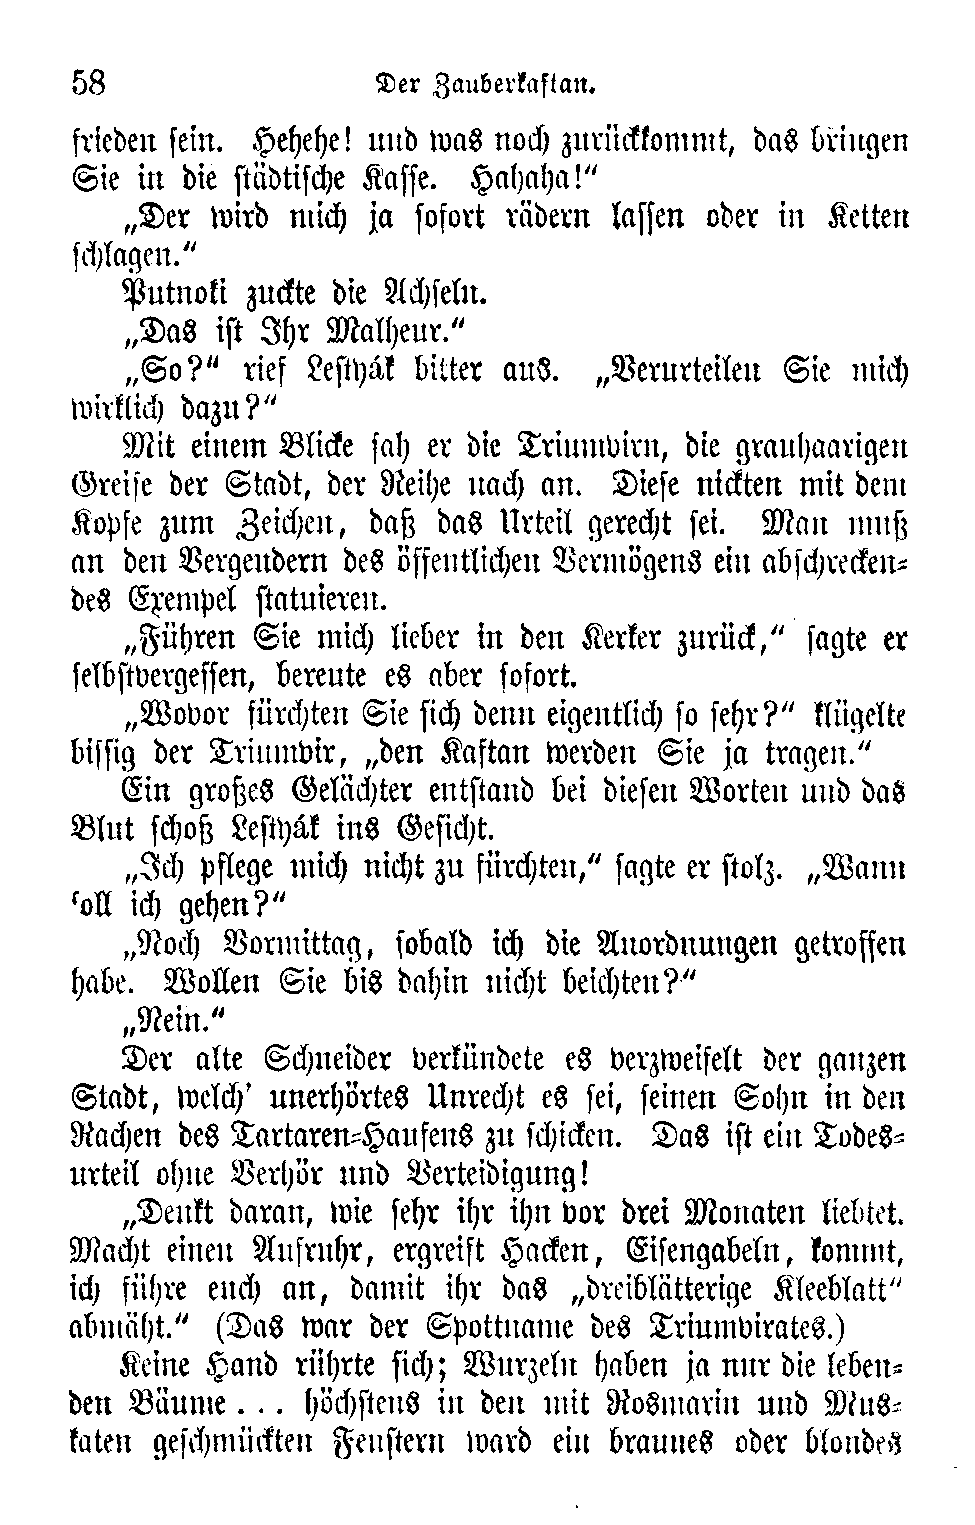 58 Der Zauberkaftan.
frieden sein. Hehehe! und was noch zurückkommt, das bringen
Sie in die städtische Kasse. Hahaha!“
„Der wird mich ja sofort rädern lassen oder in Ketten
schlagen.“
Putnoki zuckte die Achseln.
„Das ist Ihr Malheur.“
„So?“ rief Lestyák bitter aus. „Verurteilen Sie mich
wirklich dazu?“
Mit einem Blicke sah er die Triumvirn, die grauhaarigen
Greise der Stadt, der Reihe nach an. Diese nickten mit dem
Kopfe zum Zeichen, daß das Urteil gerecht sei. Man muß
an den Vergeudern des öffentlichen Vermögens ein abschrecken-
des Exempel statuieren.
„Führen Sie mich lieber in den Kerker zurück,“ sagte er
selbstvergessen, bereute es aber sofort.
„Wovor fürchten Sie sich denn eigentlich so sehr?“ klügelte
bissig der Triumvir, „den Kaftan werden Sie ja tragen.“
Ein großes Gelächter entstand bei diesen Worten und das
Blut schoß Lestyák ins Gesicht.
„Ich pflege mich nicht zu fürchten,“ sagte er stolz. „Wann
‘oll ich gehen?“
„Noch Vormittag, sobald ich die Anordnungen getroffen
habe. Wollen Sie bis dahin nicht beichten?“
„Nein.“
Der alte Schneider verkündete es verzweifelt der ganzen
Stadt, welch’ unerhörtes Unrecht es sei, seinen Sohn in den
Rachen des Tartaren-Haufens zu schicken. Das ist ein Todes-
urteil ohne Verhör und Verteidigung!
„Denkt daran, wie sehr ihr ihn vor drei Monaten liebtet.
Macht einen Aufruhr, ergreift Hacken, Eisengabeln, kommt,
ich führe euch an, damit ihr das „dreiblätterige Kleeblatt“
abmäht.“ (Das war der Spottname des Triumvirates.)
Keine Hand rührte sich; Wurzeln haben ja nur die leben-
den Bäume . . . höchstens in den mit Rosmarin und Mus-
katen geschmückten Fenstern ward ein braunes oder blondes